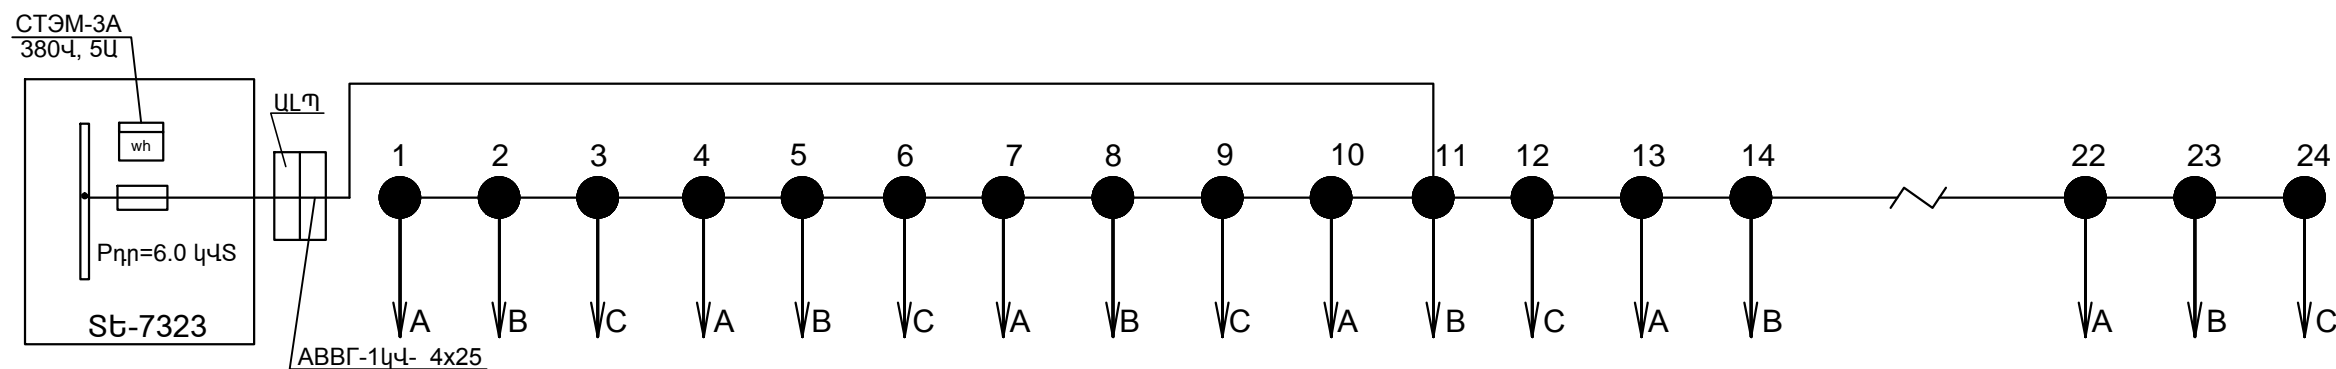 СТЭМ-3А
380Վ, 5Ա
ԱԼՊ
wh
1 2 3 4 5 6 7 8 9 10 11 12 13 14 22 23 24
Pդր=6.0 կՎՏ
ՏԵ-7323
A B C A B C A B C A B C A B A B C
АВВГ-1կՎ- 4x25